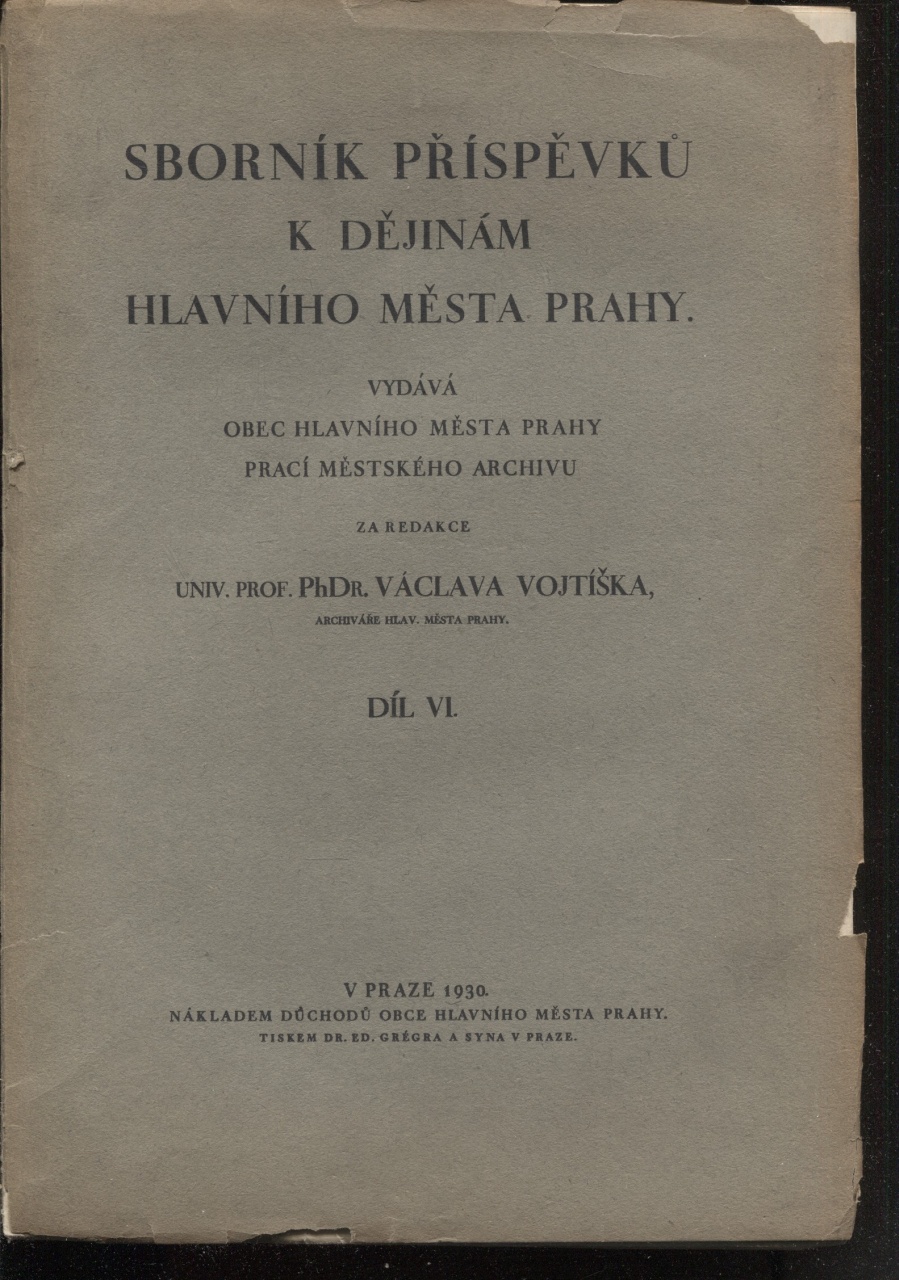 SBORNÍK PŘÍSPĚVKŮ
K DĚJINÁM
HLAVNÍHO MĚSTA PRAHY.
VYDÁVÁ
OBEC HLAVNÍHO MĚSTA PRAHY
PRACÍ MĚSTSKÉHO ARCHIVU
ZA REDAKCE
UNIV. PROF. PhDR. VÁCLAVA VOJTÍŠKA,
ARCHIVÁŘE HLAV. MĚSTA PRAHY.
DÍL VI.
V PRAZE 1930.
NÁKLADEM DŮCHODŮ OBCE HLAVNÍHO MĚSTA PRAHY.
TISKEM DR. ED. GRÉGRA A SYNA V PRAZE.